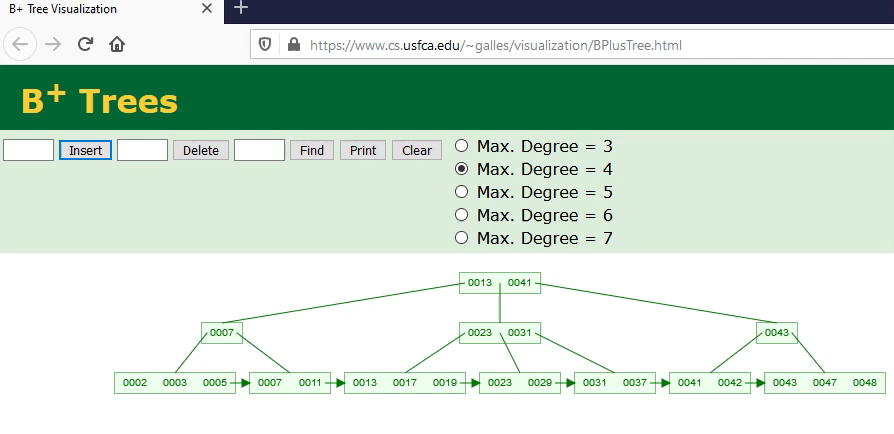 B+ Tree Visualization
https://www.cs.usfca.edu/~galles/visualization/BPlusTree.html
B+ Trees
Insert Delete Find Print Clear
Max. Degree = 3
Max. Degree = 4
Max. Degree = 5
Max. Degree = 6
Max. Degree = 7
0013 0041
0007 0023 0031 0043
0002 0003 0005 0007 0011 0013 0017 0019 0023 0029 0031 0037 0041 0042 0043 0047 0048